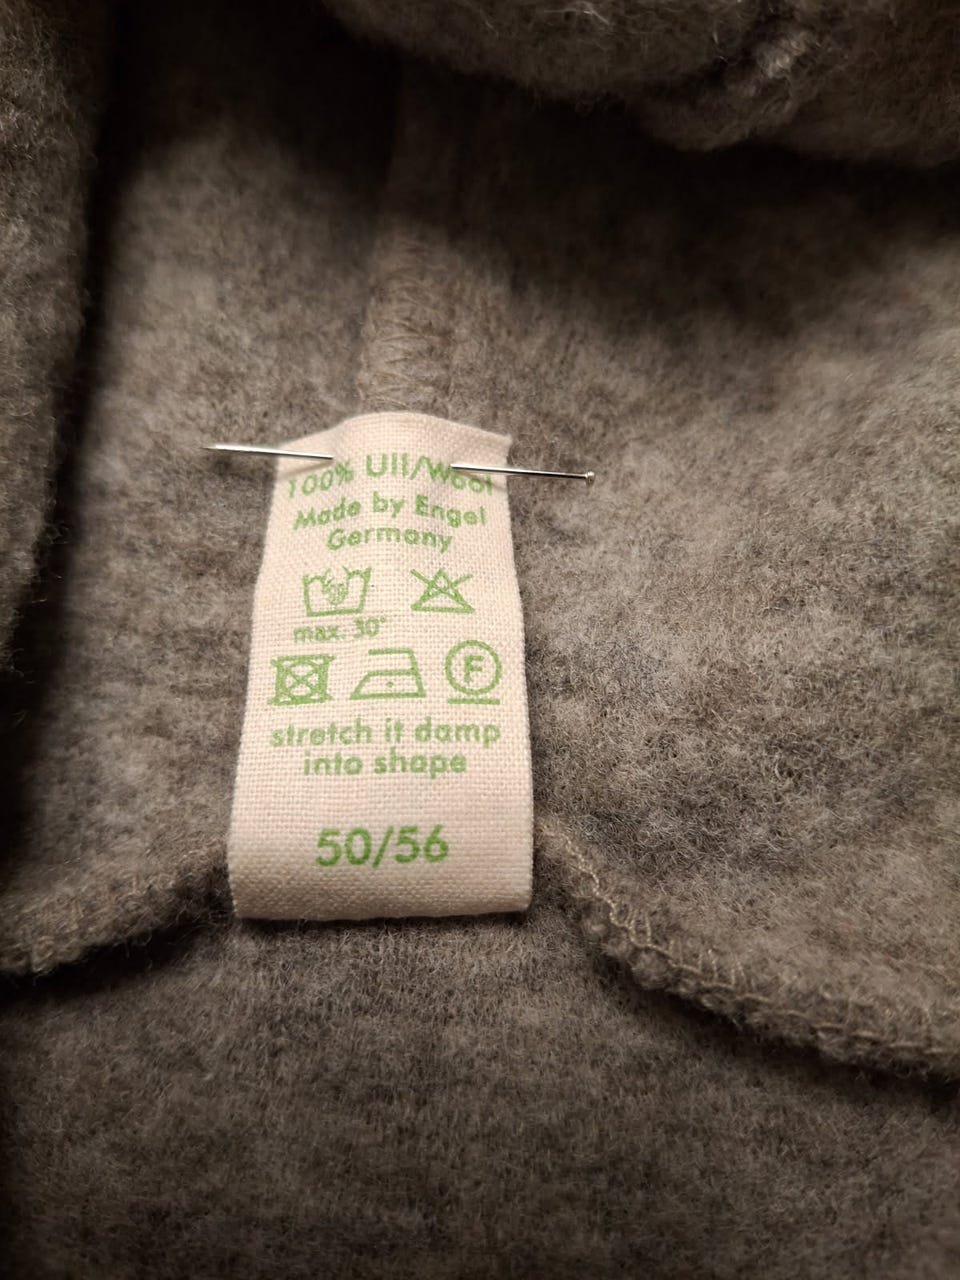 100% Ull/Wool
Made by Engel
Germany
max. 30°
F
stretch it damp
into shape
50/56